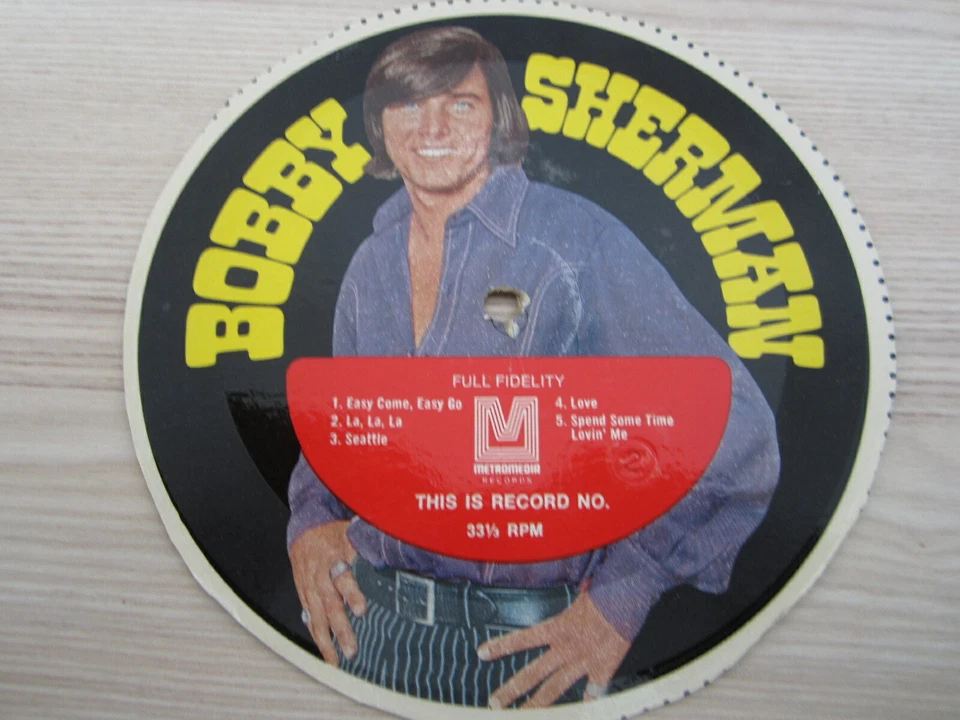 BOBBY SHERMAN
FULL FIDELITY
1. Easy Come, Easy Go
2. La, La, La
3. Seattle
4. Love
5. Spend Some Time
Lovin' Me
METROMEDIA
RECORDS
2
THIS IS RECORD NO.
33⅓ RPM